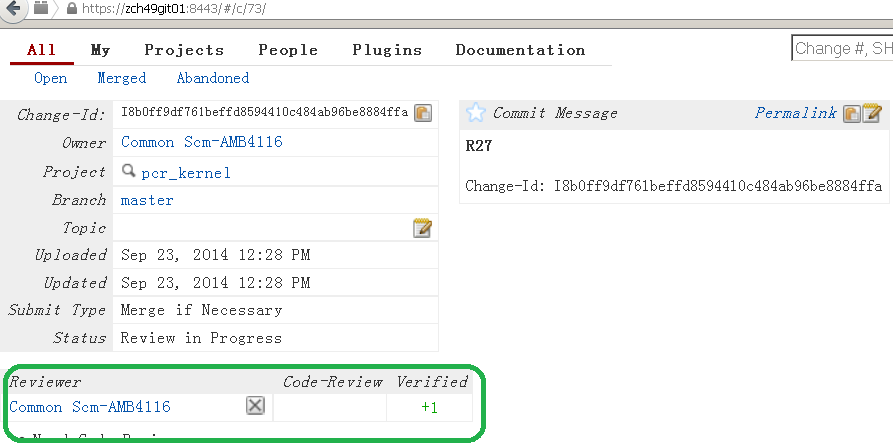 https://zch49git01:8443/#/c/73/
All My Projects People Plugins Documentation
Change #, SH
Open Merged Abandoned
Change-Id: I8b0ff9df761beffd8594410c484ab96be8884ffa
Owner Common Scm-AMB4116
Project pcr_kernel
Branch master
Topic
Uploaded Sep 23, 2014 12:28 PM
Updated Sep 23, 2014 12:28 PM
Submit Type Merge if Necessary
Status Review in Progress
Commit Message Permalink
R27
Change-Id: I8b0ff9df761beffd8594410c484ab96be8884ffa
Reviewer Code-Review Verified
Common Scm-AMB4116 +1